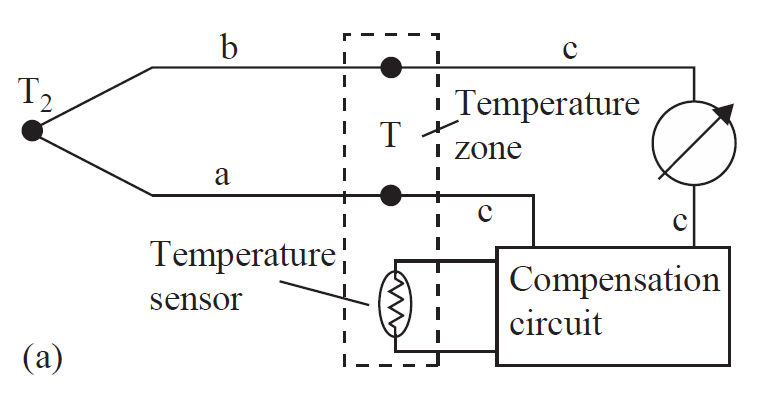 b
c
T₂
Temperature
zone
T
a
c
c
Temperature
sensor
Compensation
circuit
(a)